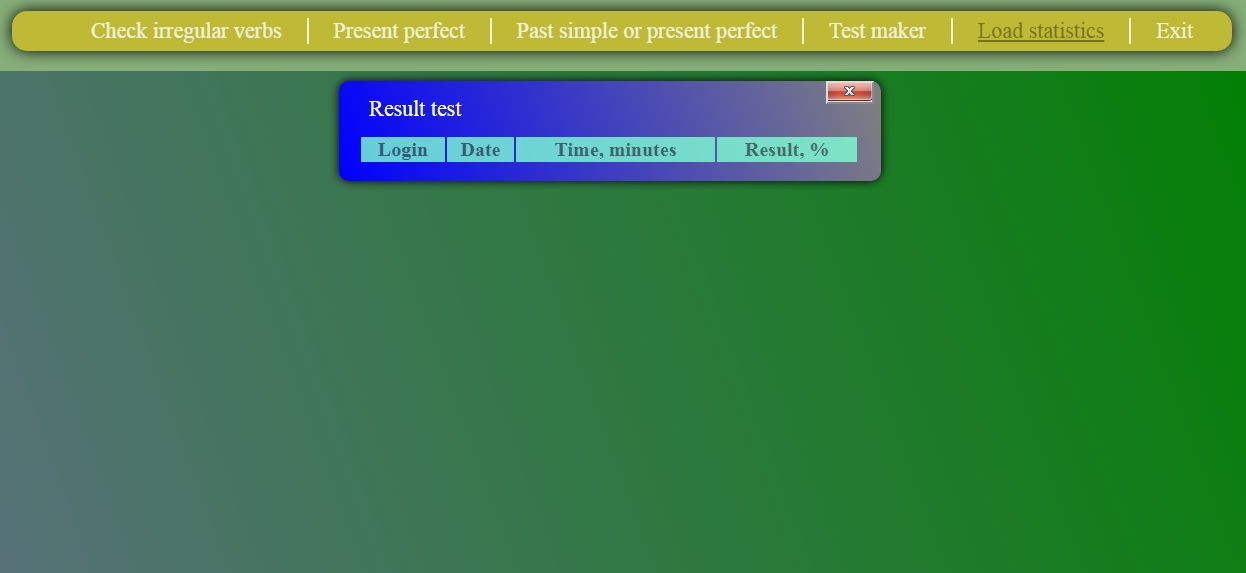 Check irregular verbs Present perfect Past simple or present perfect Test maker Load statistics Exit
Result test
Login Date Time, minutes Result, %